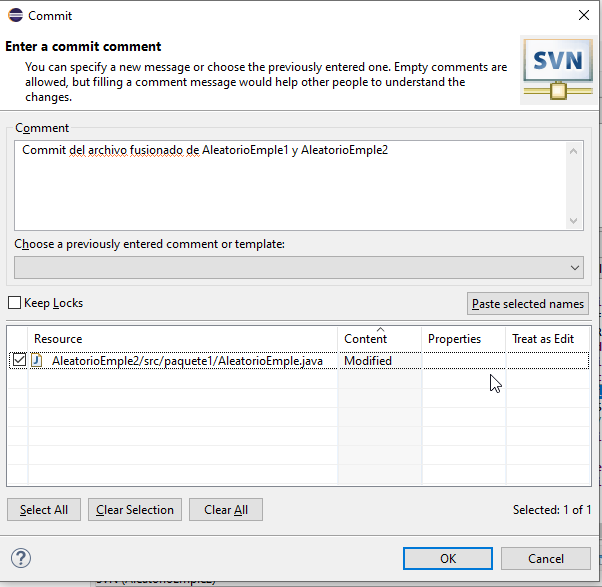 Commit
Enter a commit comment
You can specify a new message or choose the previously entered one. Empty comments are
allowed, but filling a comment message would help other people to understand the
changes.
SVN
Comment
Commit del archivo fusionado de AleatorioEmple1 y AleatorioEmple2
Choose a previously entered comment or template:
Keep Locks
Paste selected names
Resource Content Properties Treat as Edit
AleatorioEmple2/src/paquete1/AleatorioEmple.java Modified
Select All Clear Selection Clear All Selected: 1 of 1
? OK Cancel
SVN (AleatorioEmple2)